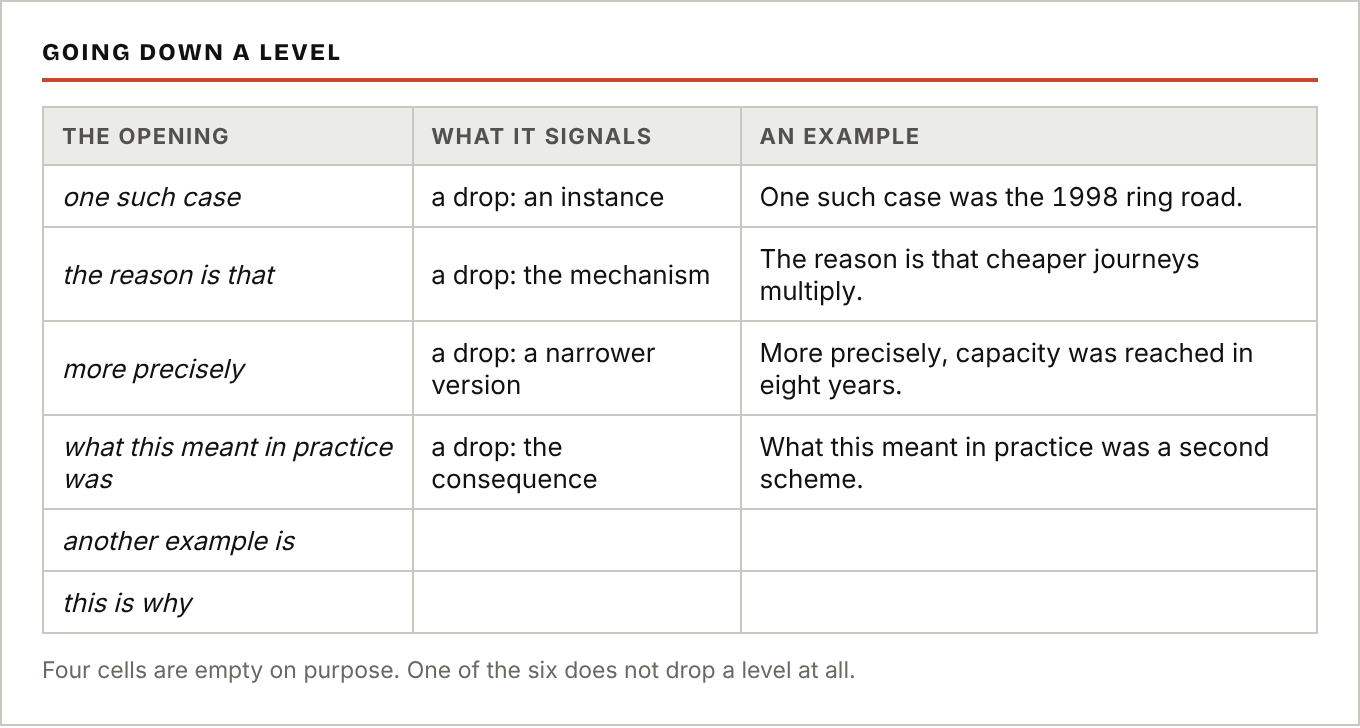 GOING DOWN A LEVEL
THE OPENING
WHAT IT SIGNALS
AN EXAMPLE
one such case
a drop: an instance
One such case was the 1998 ring road.
the reason is that
a drop: the mechanism
The reason is that cheaper journeys
multiply.
more precisely
a drop: a narrower
version
More precisely, capacity was reached in
eight years.
what this meant in practice
was
a drop: the
consequence
What this meant in practice was a second
scheme.
another example is
this is why
Four cells are empty on purpose. One of the six does not drop a level at all.